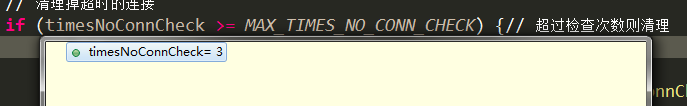 // 清理掉超时的连接
if (timesNoConnCheck >= MAX_TIMES_NO_CONN_CHECK) {// 超过检查次数则清理
timesNoConnCheck= 3